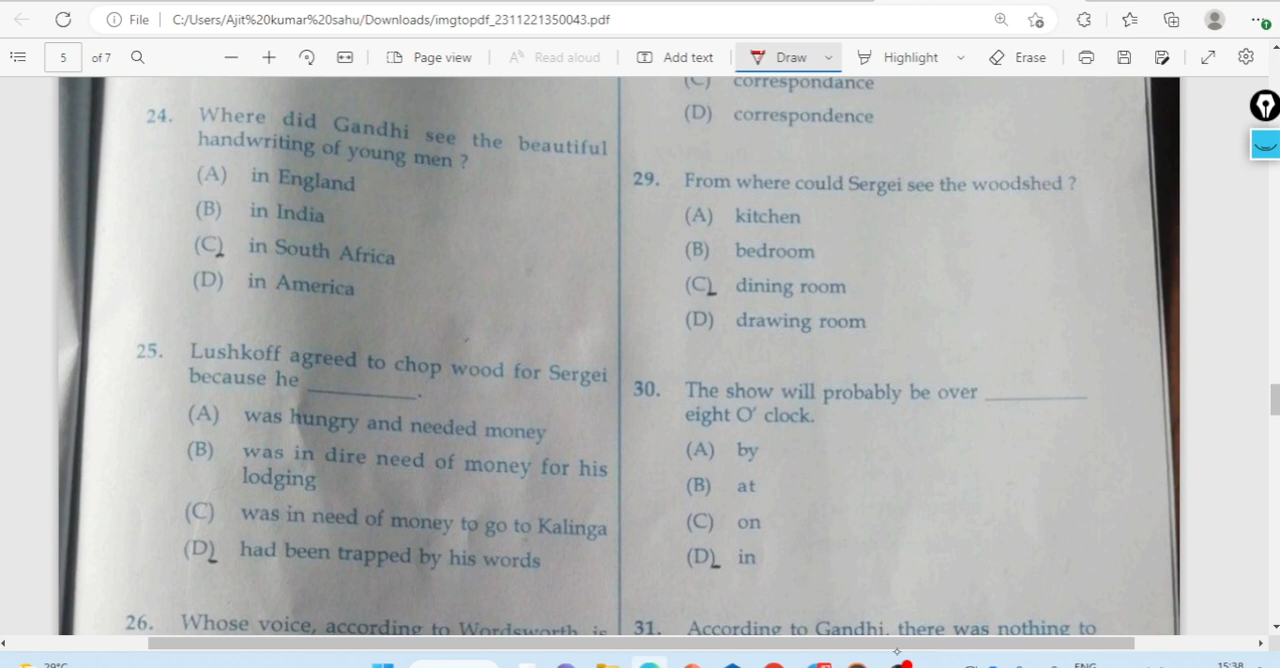 File
C:/Users/Ajit%20kumar%20sahu/Downloads/imgtopdf_2311221350043.pdf
5 of 7
Page view
Read aloud
Add text
Draw
Highlight
Erase
24. Where did Gandhi see the beautiful
handwriting of young men ?
(A) in England
(B) in India
(C) in South Africa
(D) in America
25. Lushkoff agreed to chop wood for Sergei
because he ________.
(A) was hungry and needed money
(B) was in dire need of money for his
lodging
(C) was in need of money to go to Kalinga
(D) had been trapped by his words
26. Whose voice, according to Wordsworth is
(C) correspondance
(D) correspondence
29. From where could Sergei see the woodshed ?
(A) kitchen
(B) bedroom
(C) dining room
(D) drawing room
30. The show will probably be over ________
eight O' clock.
(A) by
(B) at
(C) on
(D) in
31. According to Gandhi, there was nothing to
29°C
ENG
15:38